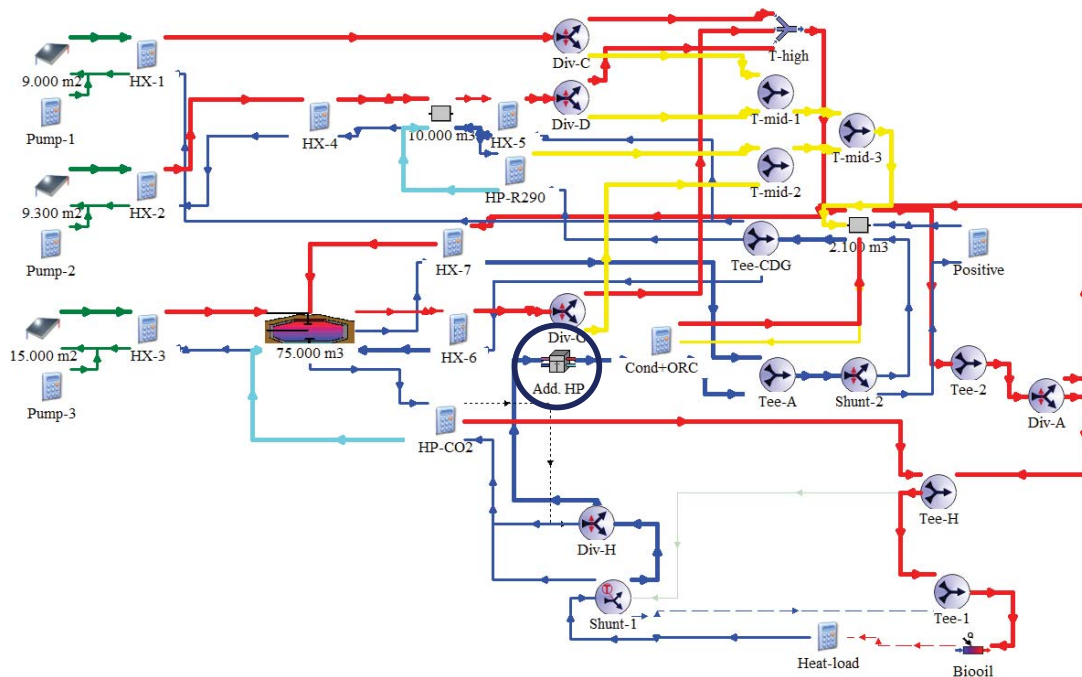 T-high
Div-C
9.000 m2
HX-1
T-mid-1
Div-D
Pump-1
HX-4
10.000 m3
HX-5
T-mid-3
T-mid-2
HP-R290
9.300 m2
HX-2
2.100 m3
Pump-2
HX-7
Tee-CDG
Positive
15.000 m2
HX-3
75.000 m3
HX-6
Add. HP
Cond+ORC
Pump-3
Tee-A
Shunt-2
Tee-2
Div-A
HP-CO2
Tee-H
Div-H
Shunt-1
Tee-1
Heat-load
Biooil